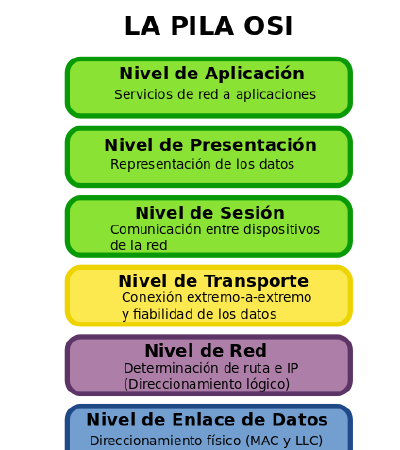 LA PILA OSI
Nivel de Aplicación
Servicios de red a aplicaciones
Nivel de Presentación
Representación de los datos
Nivel de Sesión
Comunicación entre dispositivos
de la red
Nivel de Transporte
Conexión extremo-a-extremo
y fiabilidad de los datos
Nivel de Red
Determinación de ruta e IP
(Direccionamiento lógico)
Nivel de Enlace de Datos
Direccionamiento físico (MAC y LLC)